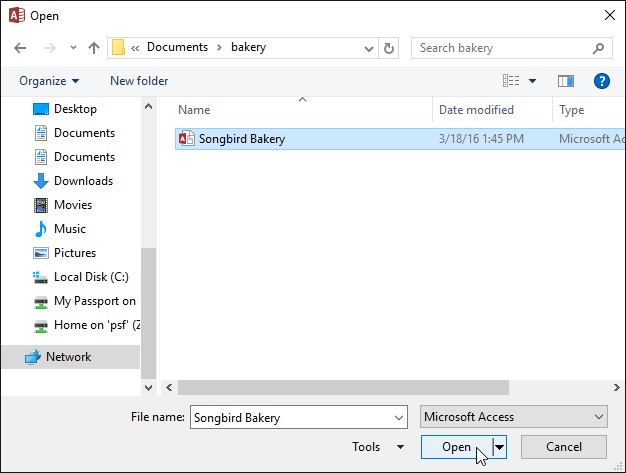 Open
« Documents › bakery
Search bakery
Organize
New folder
Name
Date modified
Type
Desktop
Documents
Documents
Downloads
Movies
Music
Pictures
Local Disk (C:)
My Passport on
Home on 'psf' (Z
Network
Songbird Bakery
3/18/16 1:45 PM
Microsoft Ac
File name:
Songbird Bakery
Microsoft Access
Tools
Open
Cancel